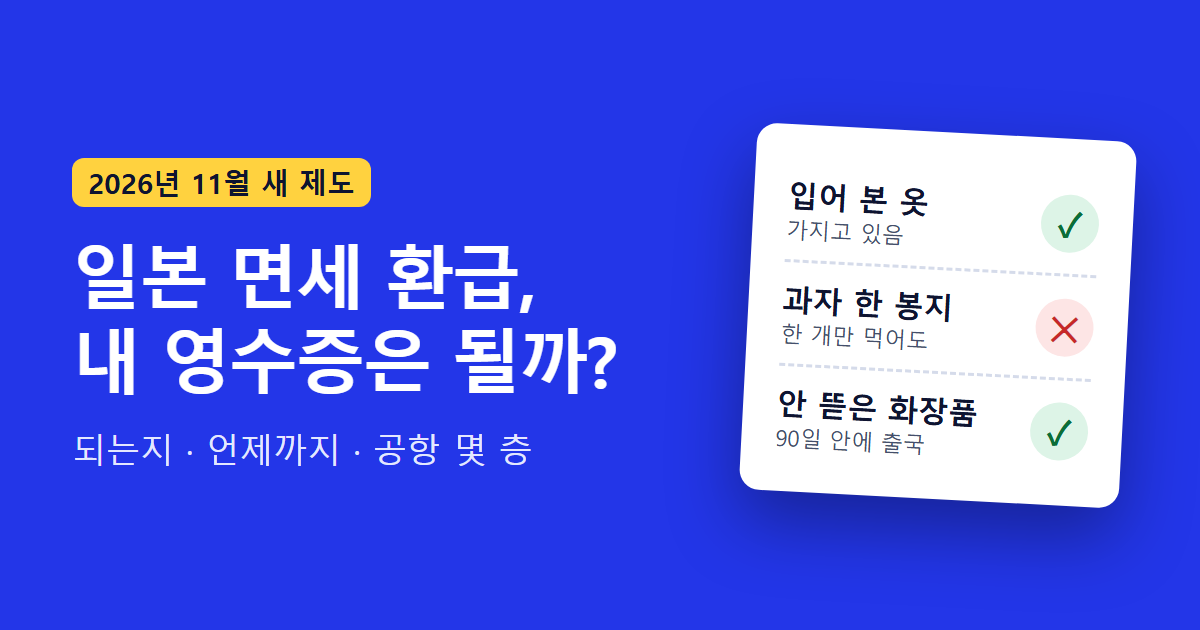 2026년 11월 새 제도
일본 면세 환급,
내 영수증은 될까?
되는지 · 언제까지 · 공항 몇 층
입어 본 옷
가지고 있음
과자 한 봉지
한 개만 먹어도
안 뜯은 화장품
90일 안에 출국